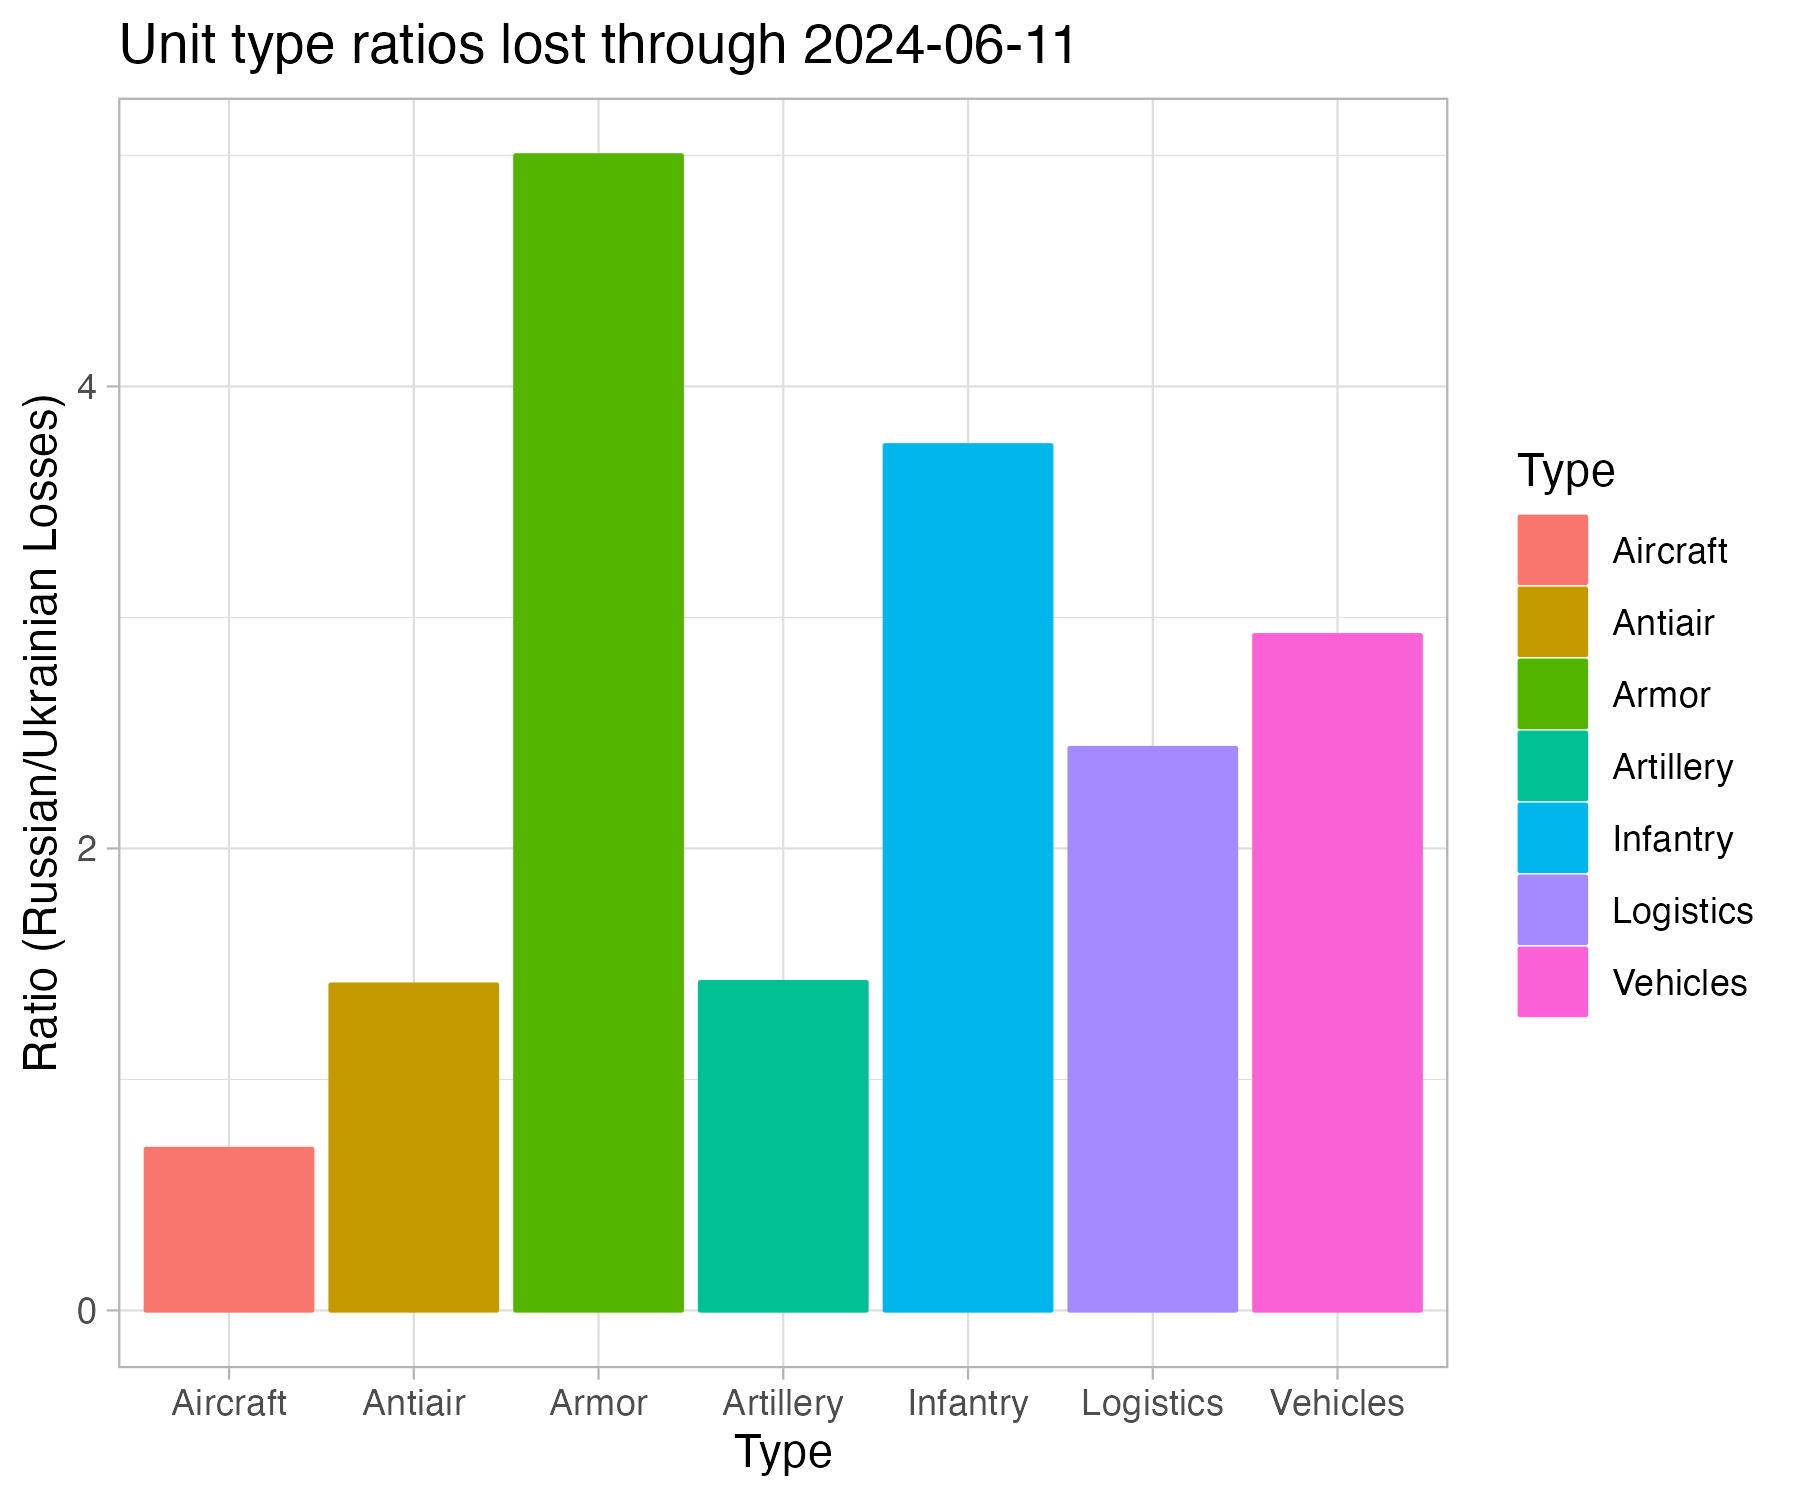 Unit type ratios lost through 2024-06-11
Ratio (Russian/Ukrainian Losses)
4
2
0
Aircraft
Antiair
Armor
Artillery
Infantry
Logistics
Vehicles
Type
Type
Aircraft
Antiair
Armor
Artillery
Infantry
Logistics
Vehicles